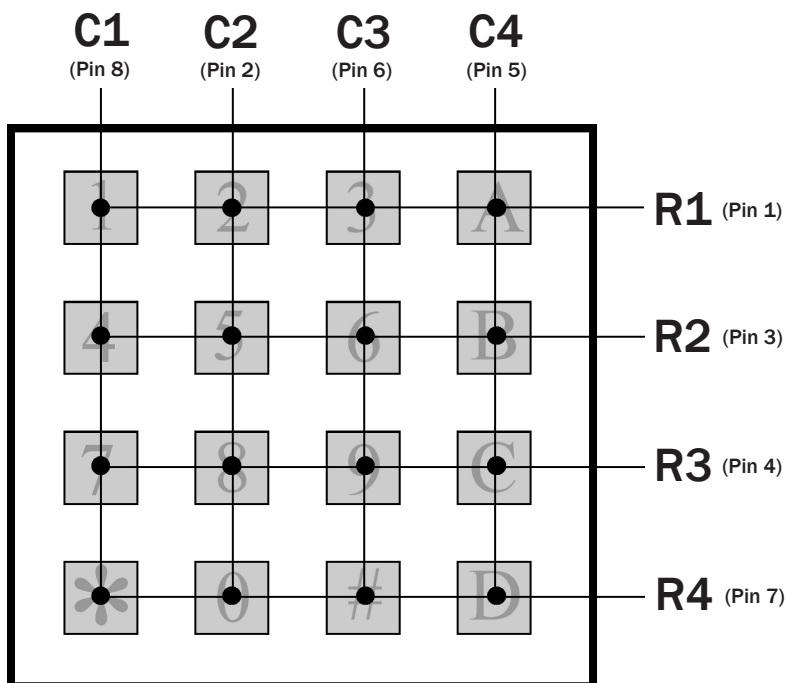 C1 C2 C3 C4
(Pin 8) (Pin 2) (Pin 6) (Pin 5)
1 2 3 A R1 (Pin 1)
4 5 6 B R2 (Pin 3)
7 8 9 C R3 (Pin 4)
* 0 # D R4 (Pin 7)